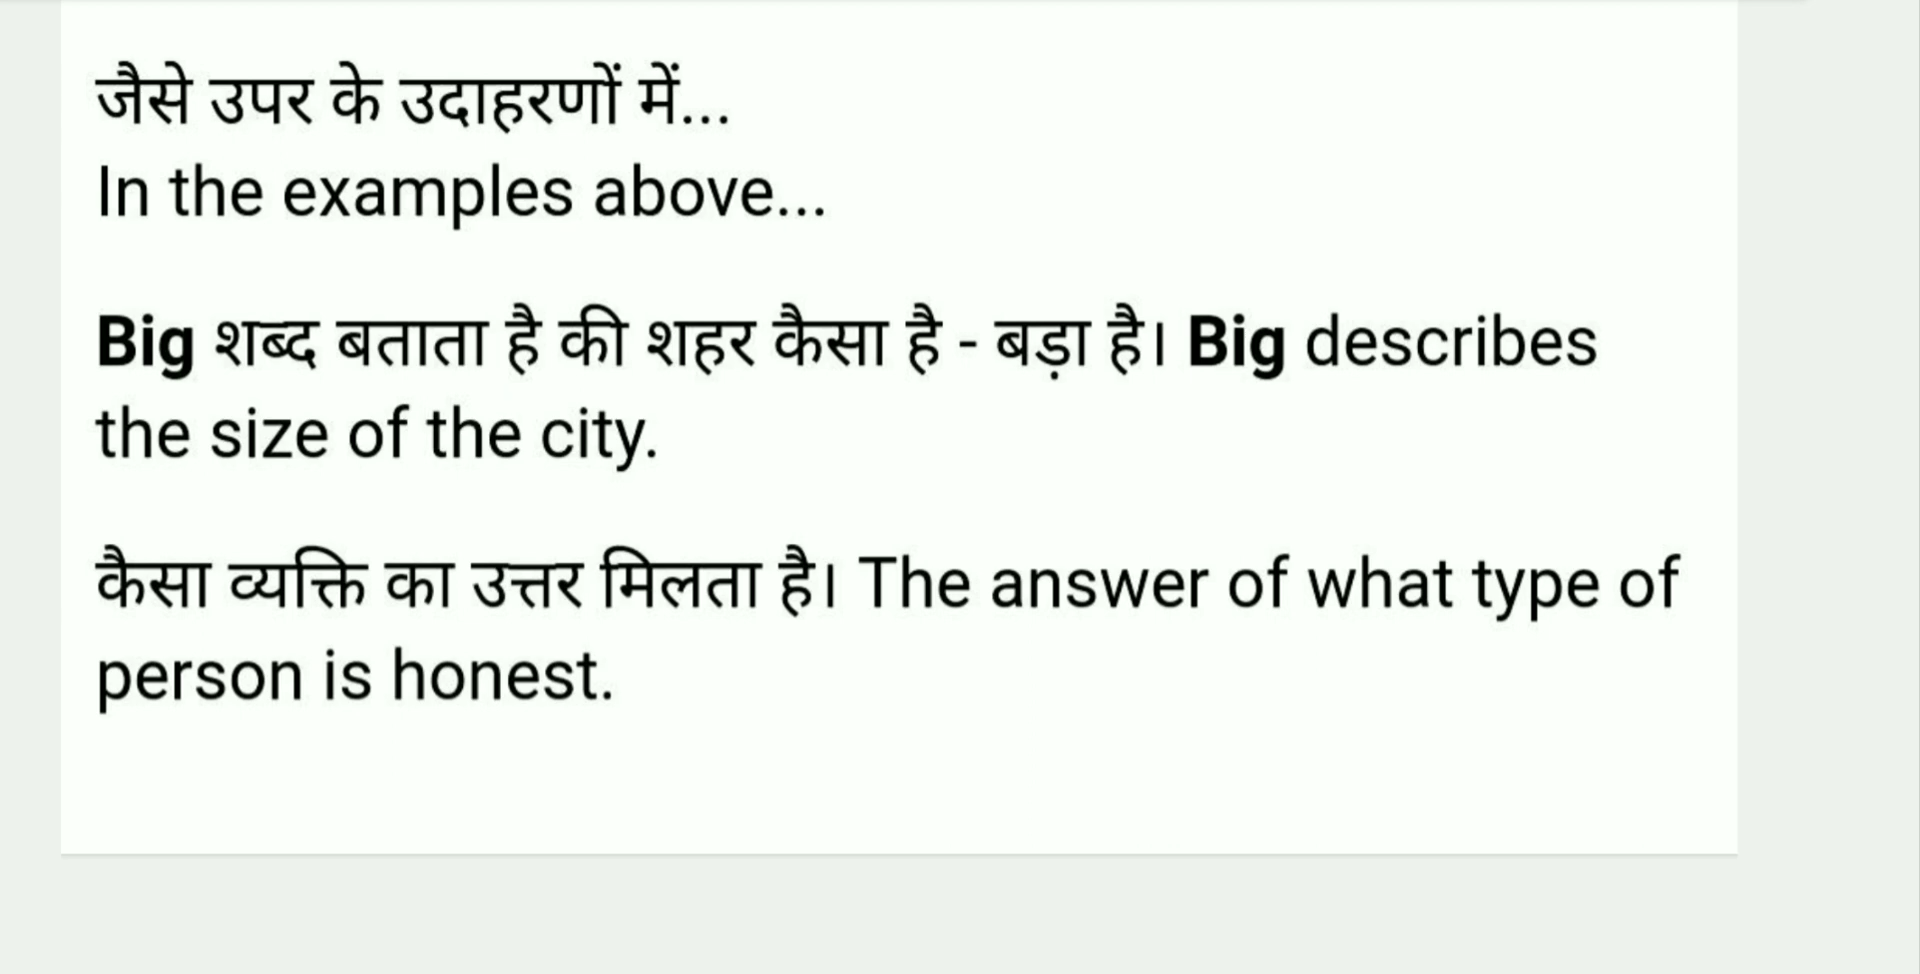 जैसे उपर के उदाहरणों में...
In the examples above...
Big शब्द बताता है की शहर कैसा है - बड़ा है। Big describes
the size of the city.
कैसा व्यक्ति का उत्तर मिलता है। The answer of what type of
person is honest.